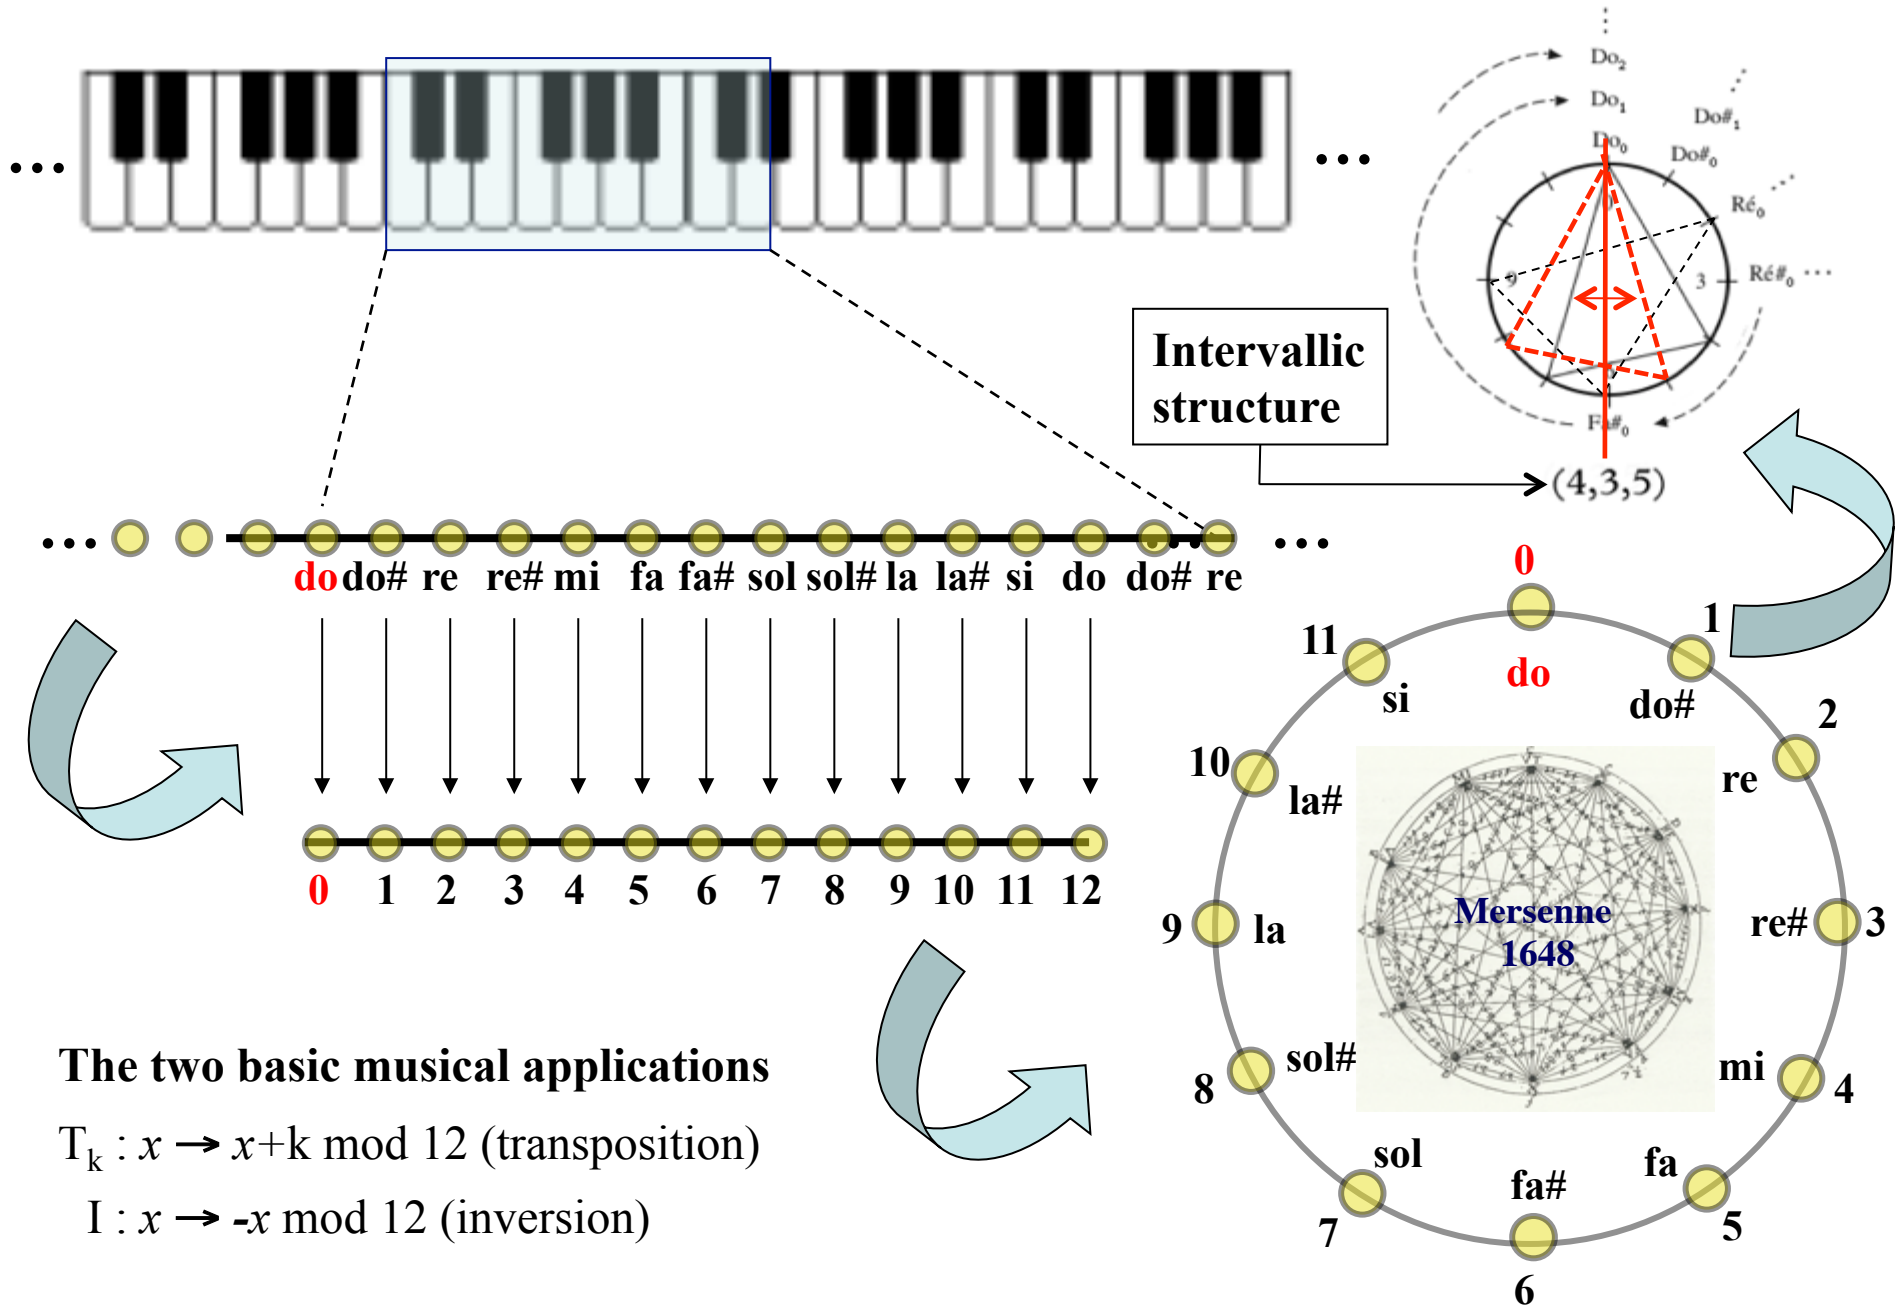 ...
...
Do₂
Do₁
Do#₁
Do₀
Do#₀
Ré₀
9
3
Ré#₀
Intervallic
structure
Fa#₀
(4,3,5)
... ... ...
do do# re re# mi fa fa# sol sol# la la# si do do# re
0 1 2 3 4 5 6 7 8 9 10 11 12
0
do
1
do#
2
re
3
re#
4
mi
5
fa
6
fa#
7
sol
8
sol#
9
la
10
la#
11
si
Mersenne
1648
The two basic musical applications
Tₖ : x → x+k mod 12 (transposition)
I : x → -x mod 12 (inversion)